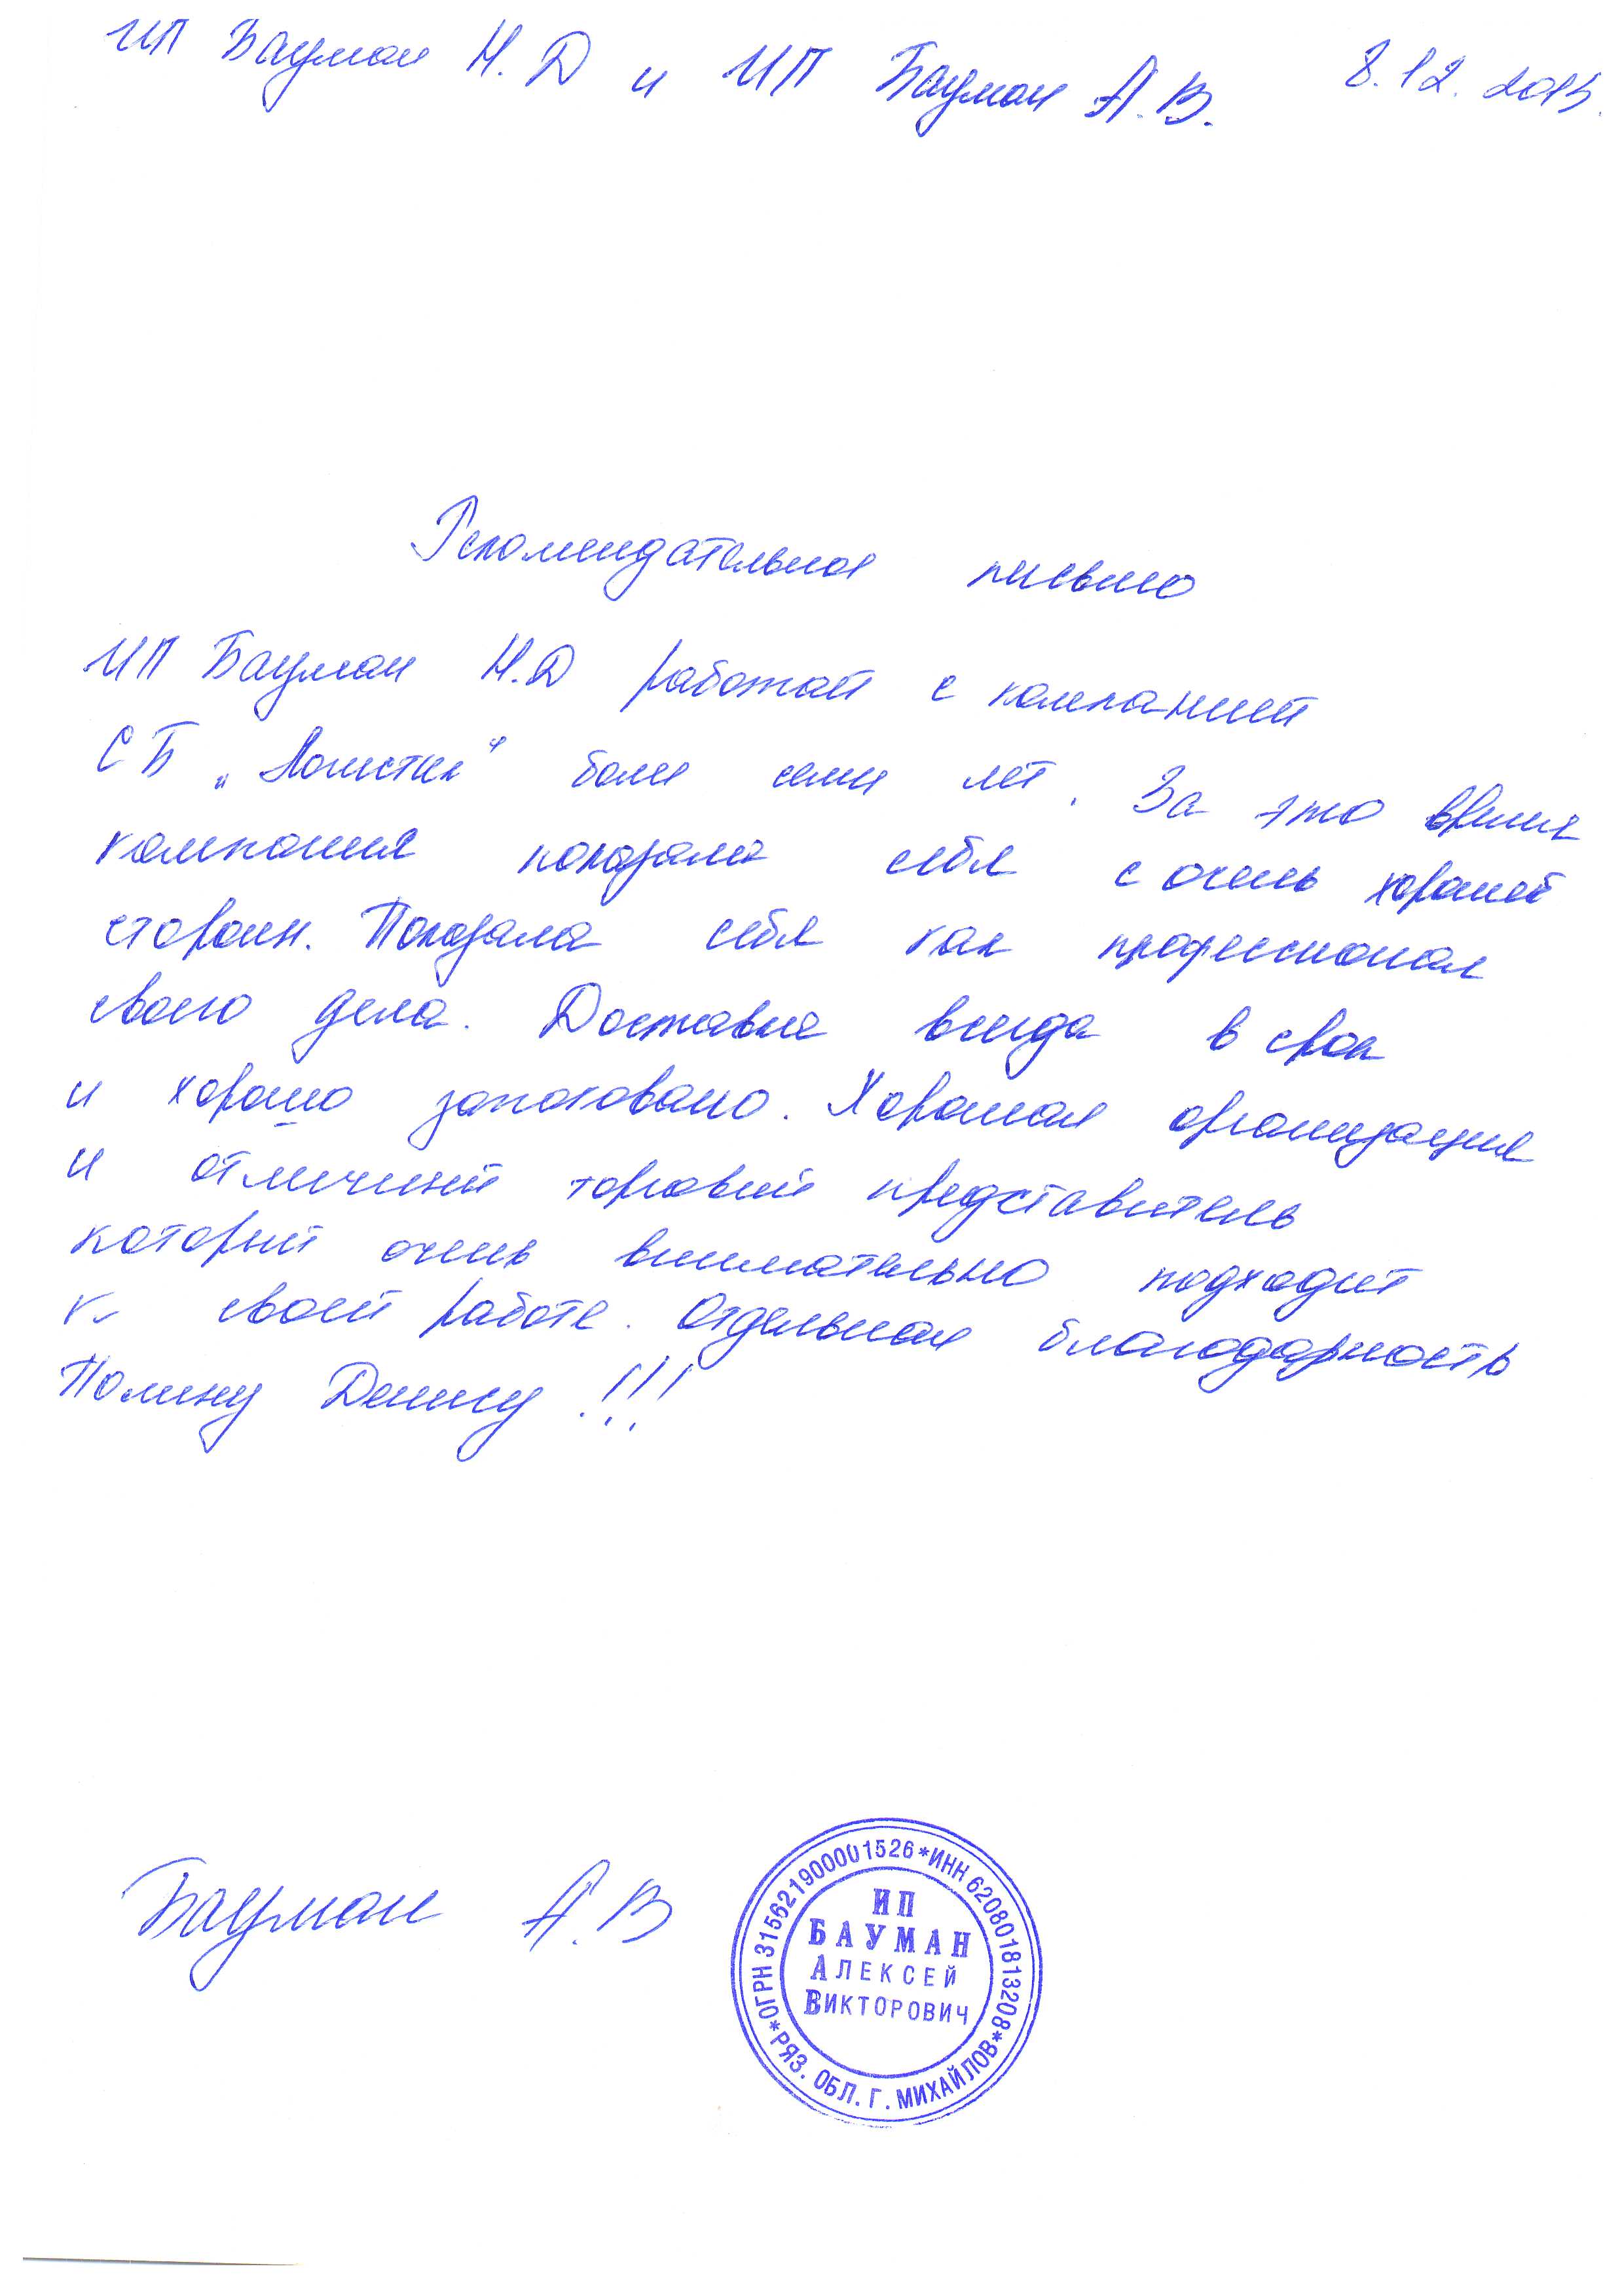 ИП Бауман Н.Д и ИП Бауман А.В. 8.12.2015.
Рекомендательное письмо
ИП Бауман Н.Д работает с компанией
СБ „Логистик" более семи лет. За это время
компания показала себя с очень хорошей
стороны. Показала себя как профессионал
своего дела. Доставка всегда в срок
и хорошо запаковано. Хорошая организация
и отличный торговый представитель
который очень внимательно подходит
к своей работе. Отдельная благодарность
Полину Денису!!!
Бауман А.В
ОГРН 315621900001526*ИНН 620801813208*
*РЯЗ. ОБЛ. Г. МИХАЙЛОВ*
ИП
БАУМАН
АЛЕКСЕЙ
ВИКТОРОВИЧ